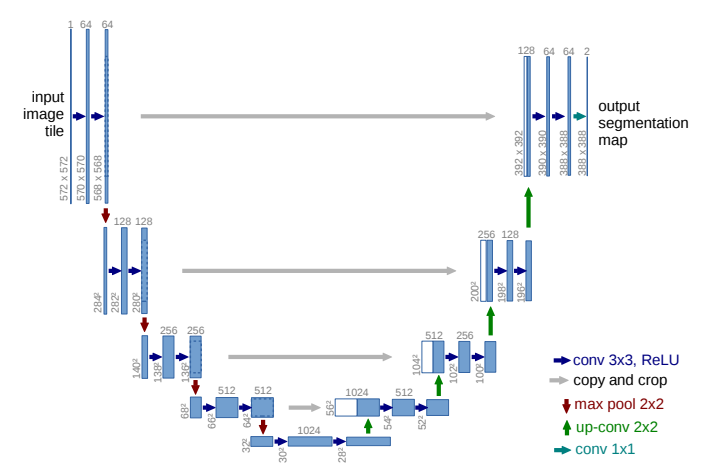 1 64 64
128 64 64 2
input
image
tile
output
segmentation
map
572 x 572
570 x 570
568 x 568
392 x 392
390 x 390
388 x 388
388 x 388
128 128
256 128
284²
282²
280²
200²
198²
196²
256 256
512 256
140²
138²
136²
104²
102²
100²
512 512
1024 512
68²
66²
64²
56²
54²
52²
1024
32²
30²
28²
conv 3x3, ReLU
copy and crop
max pool 2x2
up-conv 2x2
conv 1x1